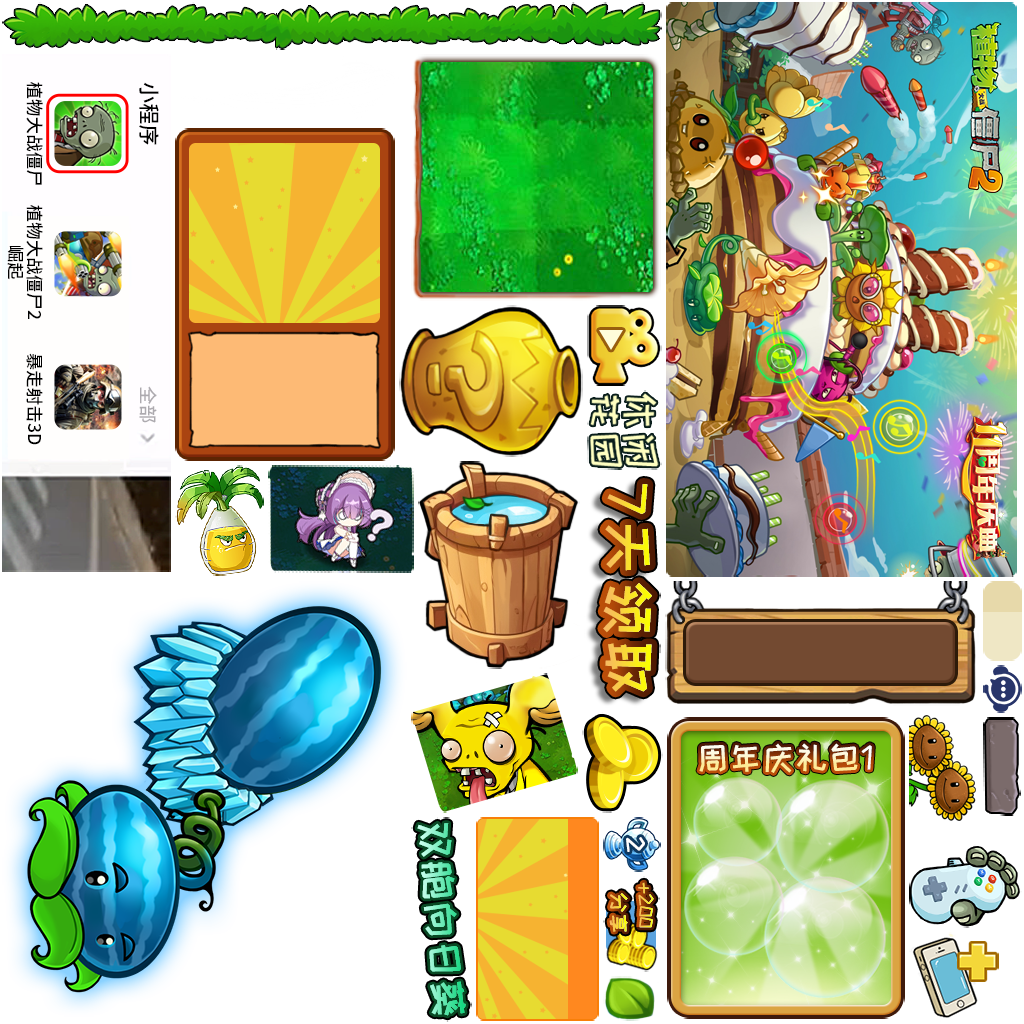 小程序
全部
植物大战僵尸
植物大战僵尸2
崛起
暴走射击3D
植物大战僵尸2
11周年庆典
休闲
花园
7天领取
周年庆礼包1
双胞向日葵
2
+200
分享
?